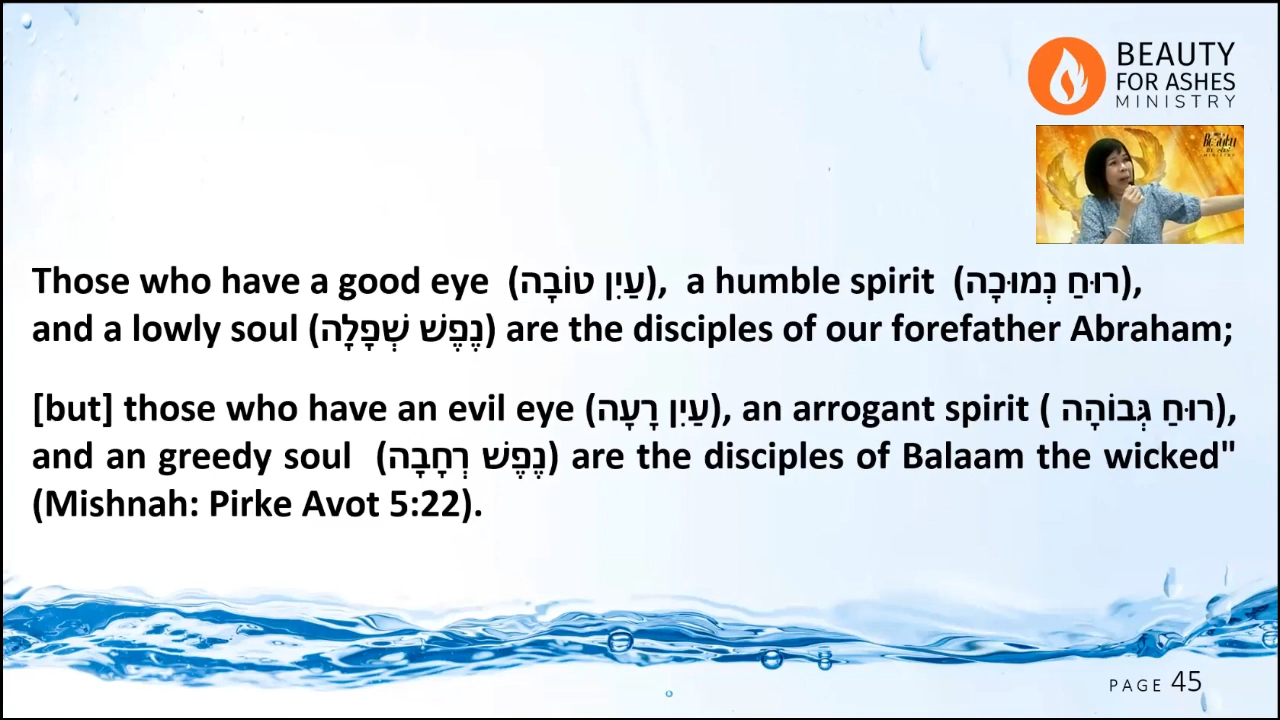 BEAUTY
FOR ASHES
MINISTRY
Those who have a good eye (עַיִן טוֹבָה), a humble spirit (רוּחַ נְמוּכָה),
and a lowly soul (נֶפֶשׁ שְׁפָלָה) are the disciples of our forefather Abraham;
[but] those who have an evil eye (עַיִן רָעָה), an arrogant spirit ( רוּחַ גְּבוֹהָה),
and an greedy soul (נֶפֶשׁ רְחָבָה) are the disciples of Balaam the wicked"
(Mishnah: Pirke Avot 5:22).
PAGE 45